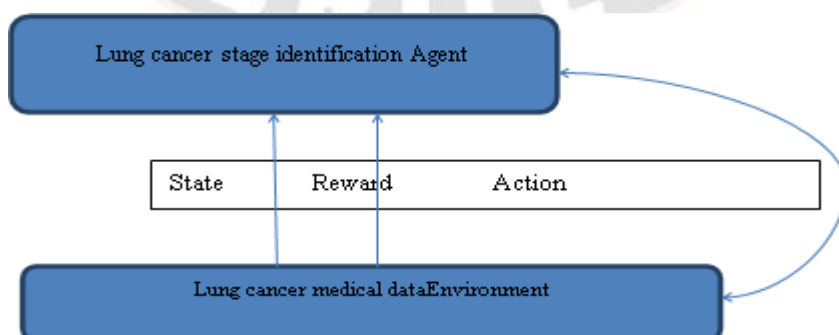 Lung cancer stage identification Agent
State Reward Action
Lung cancer medical dataEnvironment